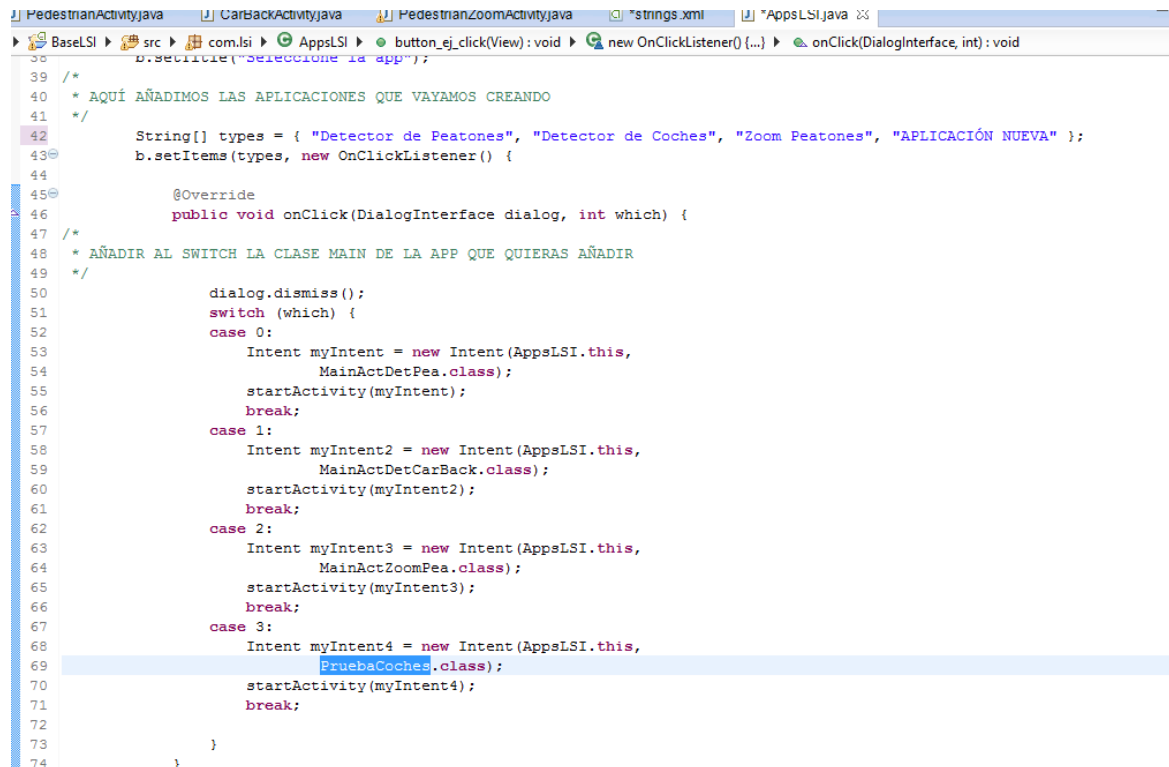 PedestrianActivity.java CarBackActivity.java PedestrianZoomActivity.java *strings.xml *AppsLSI.java
BaseLSI src com.lsi AppsLSI button_ej_click(View) : void new OnClickListener() {...} onClick(DialogInterface, int) : void
38 b.setTitle("Seleccione la app");
39 /*
40 * AQUÍ AÑADIMOS LAS APLICACIONES QUE VAYAMOS CREANDO
41 */
42 String[] types = { "Detector de Peatones", "Detector de Coches", "Zoom Peatones", "APLICACIÓN NUEVA" };
43 b.setItems(types, new OnClickListener() {
44
45 @Override
46 public void onClick(DialogInterface dialog, int which) {
47 /*
48 * AÑADIR AL SWITCH LA CLASE MAIN DE LA APP QUE QUIERAS AÑADIR
49 */
50 dialog.dismiss();
51 switch (which) {
52 case 0:
53 Intent myIntent = new Intent(AppsLSI.this,
54 MainActDetPea.class);
55 startActivity(myIntent);
56 break;
57 case 1:
58 Intent myIntent2 = new Intent(AppsLSI.this,
59 MainActDetCarBack.class);
60 startActivity(myIntent2);
61 break;
62 case 2:
63 Intent myIntent3 = new Intent(AppsLSI.this,
64 MainActZoomPea.class);
65 startActivity(myIntent3);
66 break;
67 case 3:
68 Intent myIntent4 = new Intent(AppsLSI.this,
69 PruebaCoches.class);
70 startActivity(myIntent4);
71 break;
72
73 }
74 }